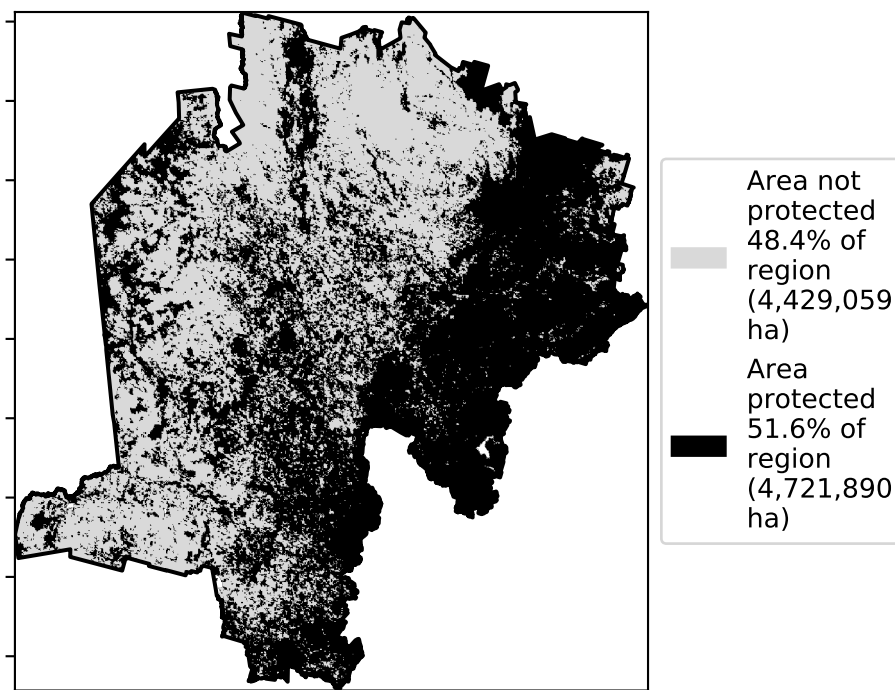 Area not
protected
48.4% of
region
(4,429,059
ha)
Area
protected
51.6% of
region
(4,721,890
ha)